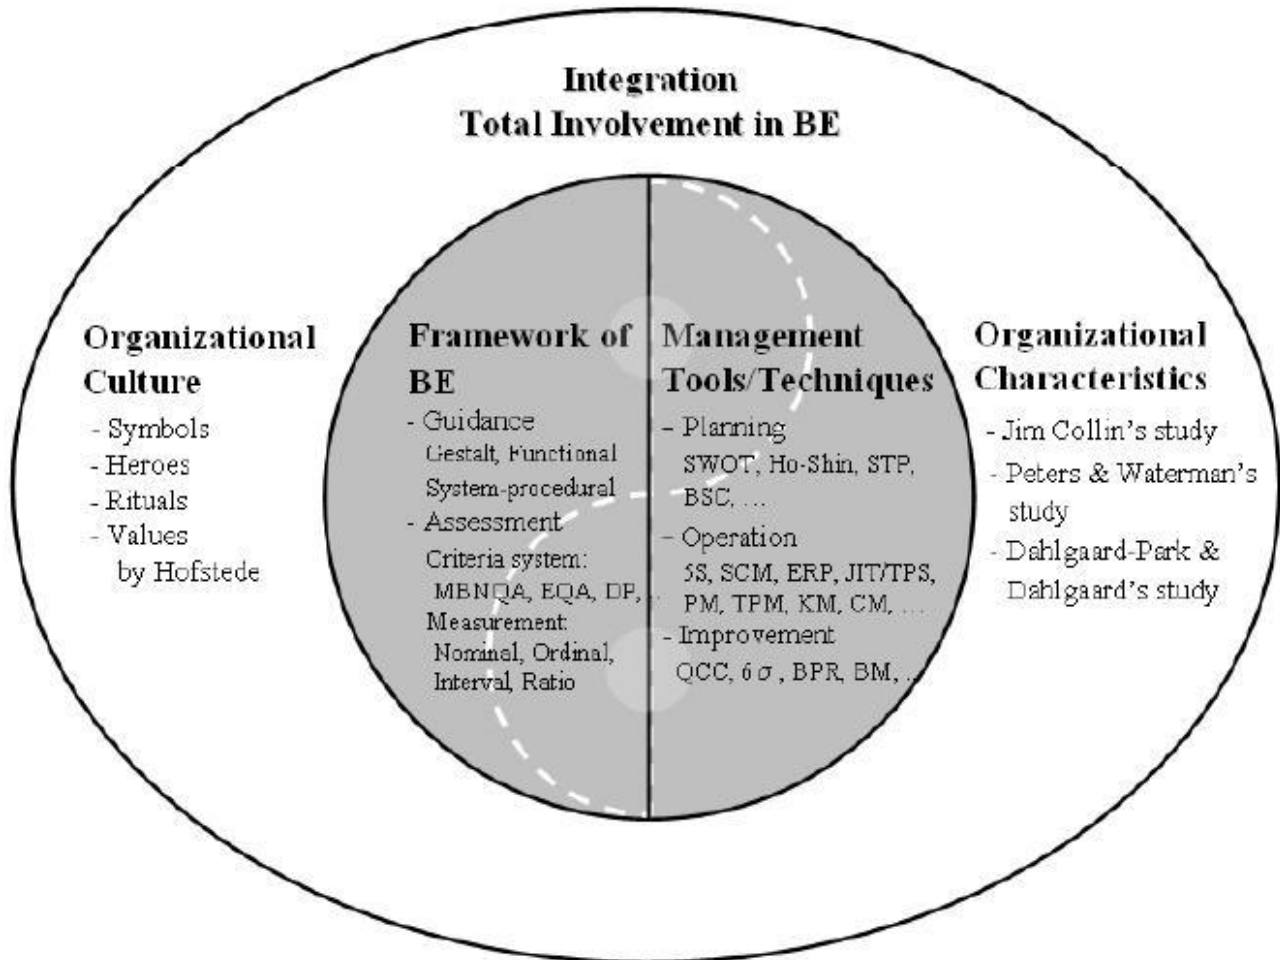 Integration
Total Involvement in BE
Organizational
Culture
- Symbols
- Heroes
- Rituals
- Values
by Hofstede
Framework of
BE
- Guidance
Gestalt, Functional
System-procedural
- Assessment
Criteria system:
MBNQA, EQA, DP, ..
Measurement:
Nominal, Ordinal,
Interval, Ratio
Management
Tools/Techniques
- Planning
SWOT, Ho-Shin, STP,
BSC, ...
- Operation
5S, SCM, ERP, JIT/TPS,
PM, TPM, KM, CM, ...
- Improvement
QCC, 6σ, BPR, BM, ..
Organizational
Characteristics
- Jim Collin's study
- Peters & Waterman's
study
- Dahlgaard-Park &
Dahlgaard's study